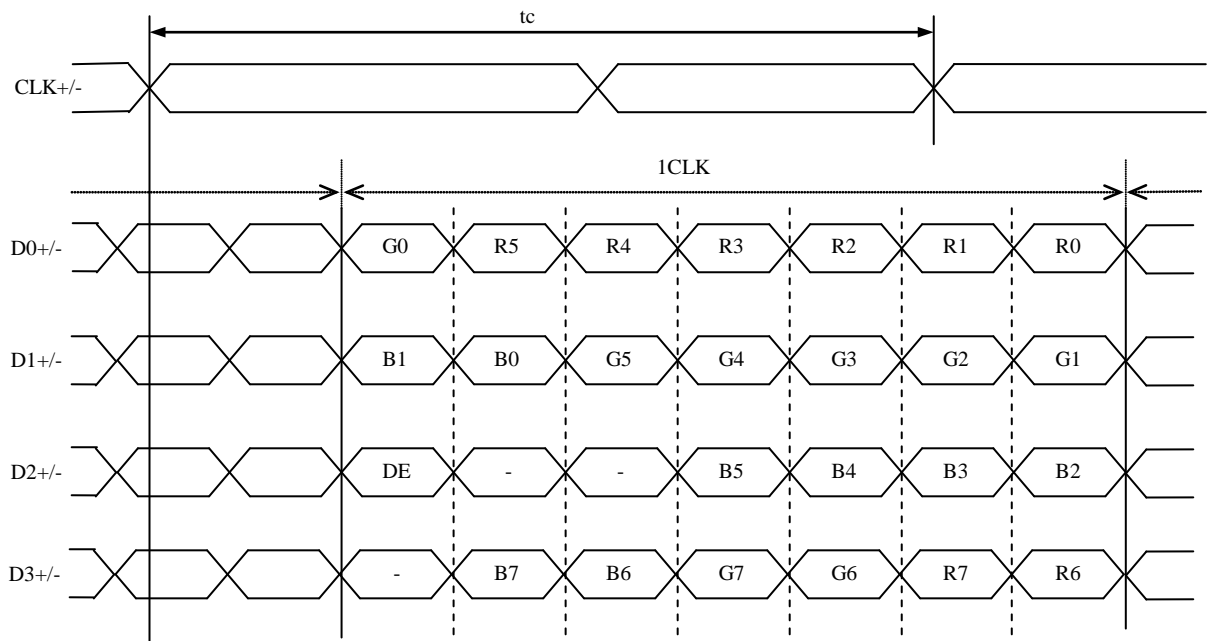 tc
CLK+/-
1CLK
D0+/- G0 R5 R4 R3 R2 R1 R0
D1+/- B1 B0 G5 G4 G3 G2 G1
D2+/- DE - - B5 B4 B3 B2
D3+/- - B7 B6 G7 G6 R7 R6